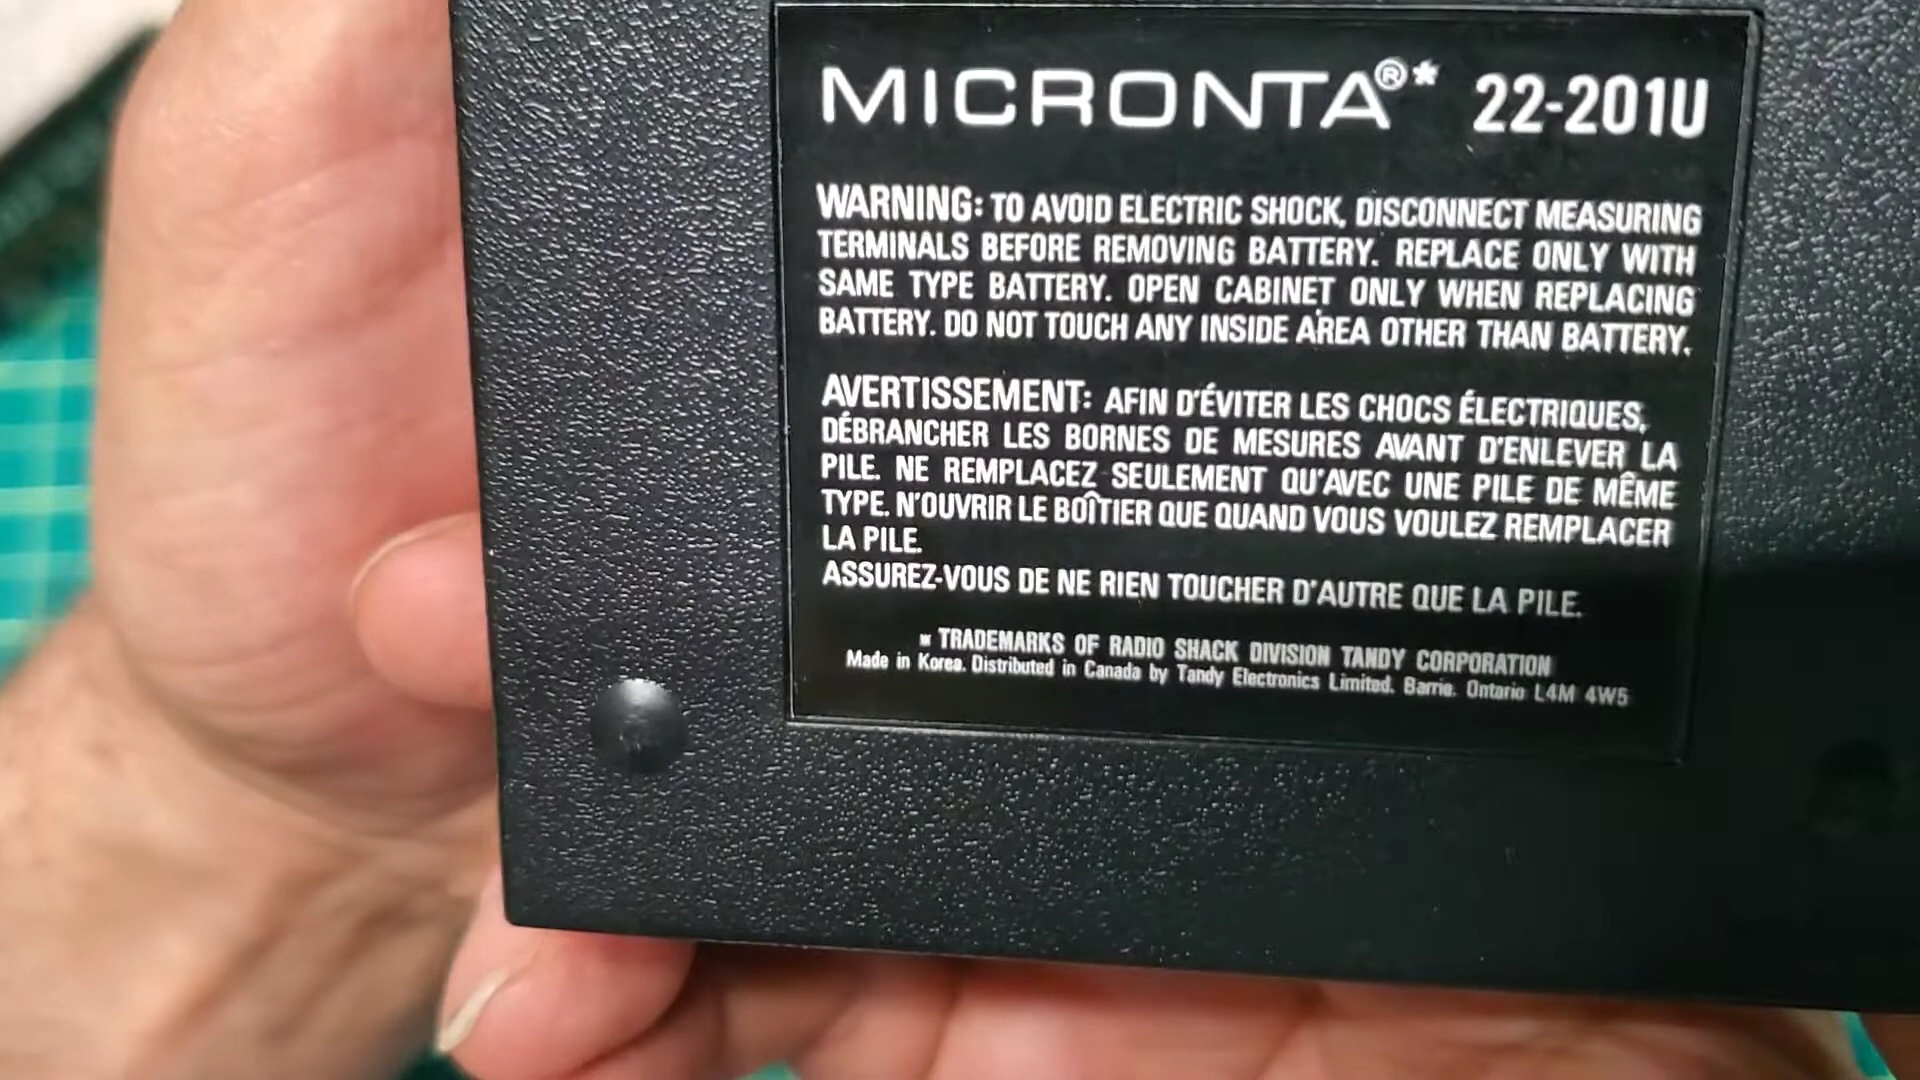 MICRONTA®* 22-201U
WARNING: TO AVOID ELECTRIC SHOCK, DISCONNECT MEASURING
TERMINALS BEFORE REMOVING BATTERY. REPLACE ONLY WITH
SAME TYPE BATTERY. OPEN CABINET ONLY WHEN REPLACING
BATTERY. DO NOT TOUCH ANY INSIDE AREA OTHER THAN BATTERY.
AVERTISSEMENT: AFIN D'ÉVITER LES CHOCS ÉLECTRIQUES,
DÉBRANCHER LES BORNES DE MESURES AVANT D'ENLEVER LA
PILE. NE REMPLACEZ SEULEMENT QU'AVEC UNE PILE DE MÊME
TYPE. N'OUVRIR LE BOÎTIER QUE QUAND VOUS VOULEZ REMPLACER
LA PILE.
ASSUREZ-VOUS DE NE RIEN TOUCHER D'AUTRE QUE LA PILE.
* TRADEMARKS OF RADIO SHACK DIVISION TANDY CORPORATION
Made in Korea. Distributed in Canada by Tandy Electronics Limited. Barrie. Ontario L4M 4W5